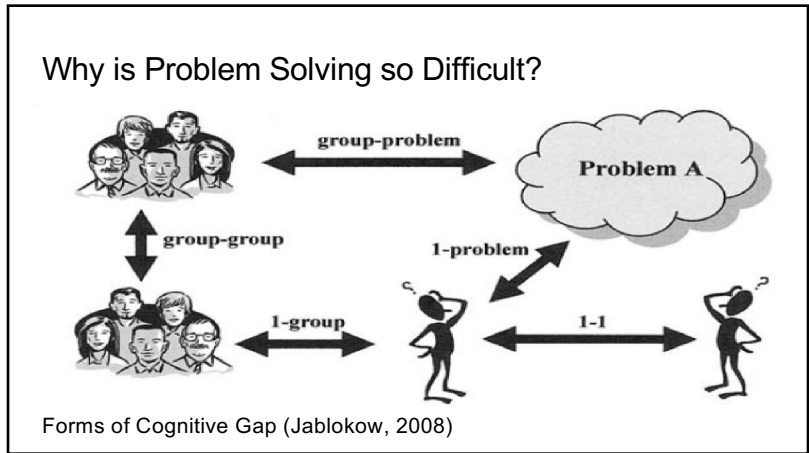 Why is Problem Solving so Difficult?
group-problem
Problem A
group-group
1-problem
? ?
1-group
1-1
Forms of Cognitive Gap (Jablokow, 2008)